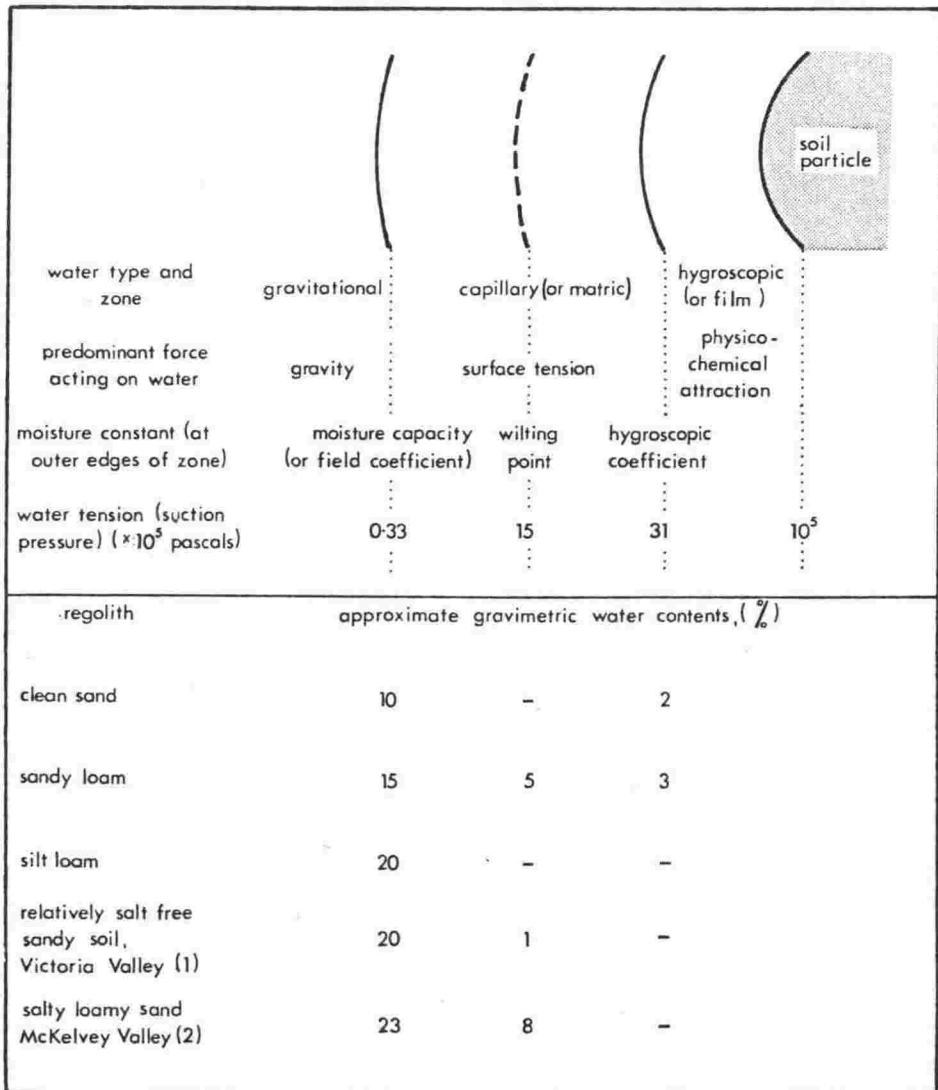 soil
particle
water type and
zone
gravitational
capillary (or matric)
hygroscopic
(or film)
predominant force
acting on water
gravity
surface tension
physico-
chemical
attraction
moisture constant (at
outer edges of zone)
moisture capacity
(or field coefficient)
wilting
point
hygroscopic
coefficient
water tension (suction
pressure) (×10⁵ pascals)
0·33
15
31
10⁵
regolith
approximate gravimetric water contents, (%)
clean sand 10 – 2
sandy loam 15 5 3
silt loam 20 – –
relatively salt free
sandy soil,
Victoria Valley (1) 20 1 –
salty loamy sand
McKelvey Valley (2) 23 8 –